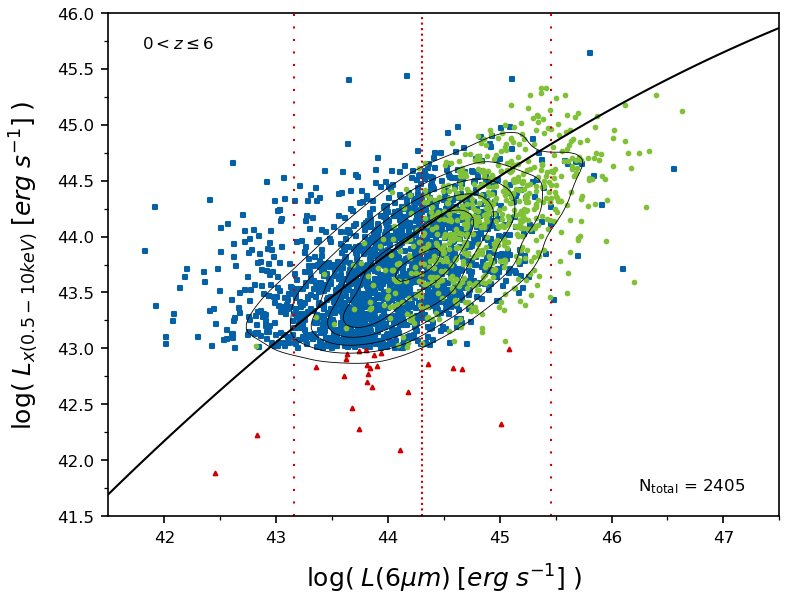 46.0
45.5
45.0
44.5
44.0
43.5
43.0
42.5
42.0
41.5
log( Lx(0.5−10keV) [erg s−1] )
0 < z ≤ 6
Ntotal = 2405
42 43 44 45 46 47
log( L(6μm) [erg s−1] )